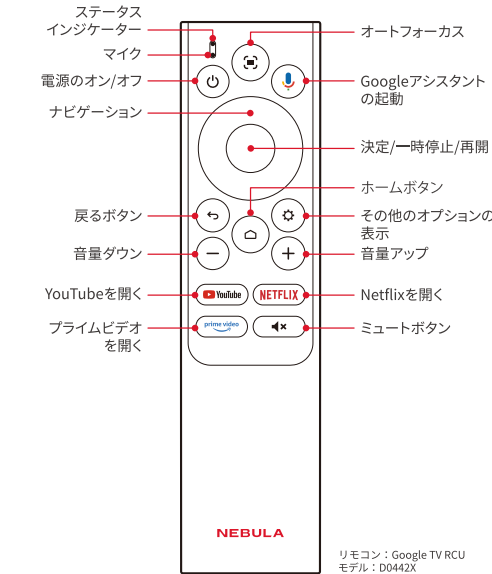 ステータス
インジケーター
マイク
電源のオン/オフ
ナビゲーション
戻るボタン
音量ダウン
YouTubeを開く
プライムビデオ
を開く
オートフォーカス
Googleアシスタント
の起動
決定/一時停止/再開
ホームボタン
その他のオプションの
表示
音量アップ
Netflixを開く
ミュートボタン
YouTube
NETFLIX
prime video
NEBULA
リモコン：Google TV RCU
モデル：D0442X